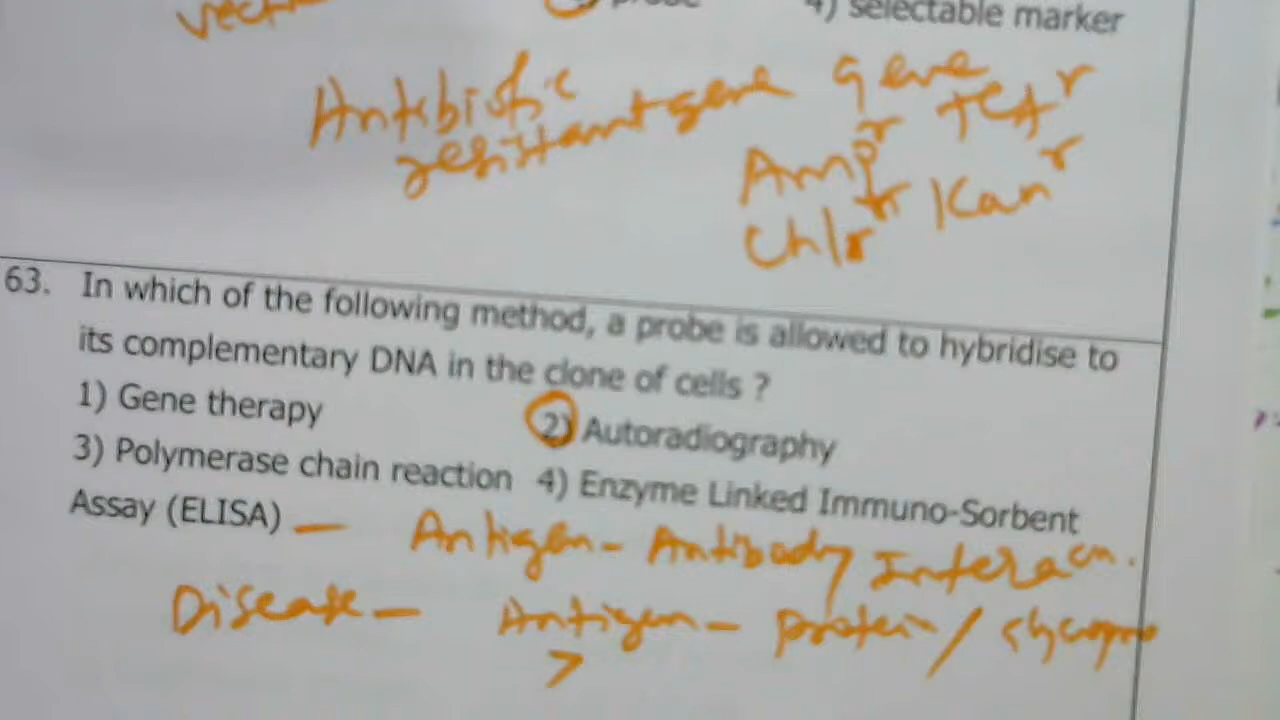 4) selectable marker
Antibiotic
resistant gene gene
Tetr
Ampr
Kanr
Chlr
63. In which of the following method, a probe is allowed to hybridise to
its complementary DNA in the clone of cells ?
1) Gene therapy 2) Autoradiography
3) Polymerase chain reaction 4) Enzyme Linked Immuno-Sorbent
Assay (ELISA) – Antigen - Antibody Interacn.
Disease – Antigen – protein /